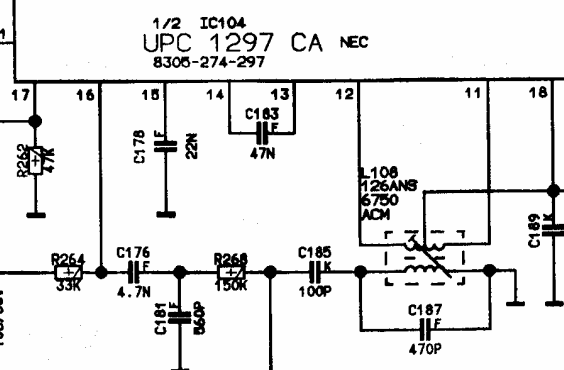 1/2 IC104
UPC 1297 CA NEC
8305-274-297
17 16 15 14 13 12 11 18
C183
F
47N
C178
F
22N
R262
47K
L108
126ANS
6750
ACM
C189
K
R264
33K
C176
F
4.7N
R268
150K
C185
K
100P
C181
F
560P
C187
F
470P